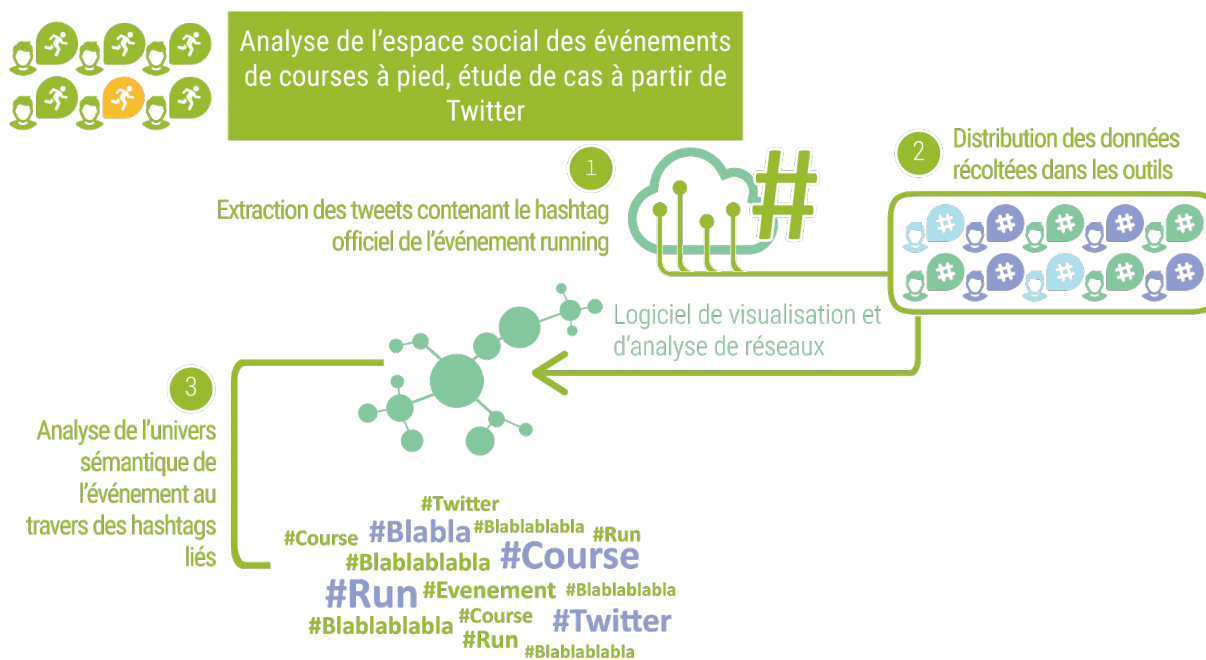 Analyse de l'espace social des événements
de courses à pied, étude de cas à partir de
Twitter
1
Extraction des tweets contenant le hashtag
officiel de l'événement running
#
2
Distribution des données
récoltées dans les outils
# # # # #
# # # # #
Logiciel de visualisation et
d'analyse de réseaux
3
Analyse de l'univers
sémantique de
l'événement au
travers des hashtags
liés
#Twitter
#Course #Blabla #Blablablabla #Run
#Blablablabla #Course
#Run #Evenement #Blablablabla
#Blablablabla #Course #Twitter
#Run
#Blablablabla